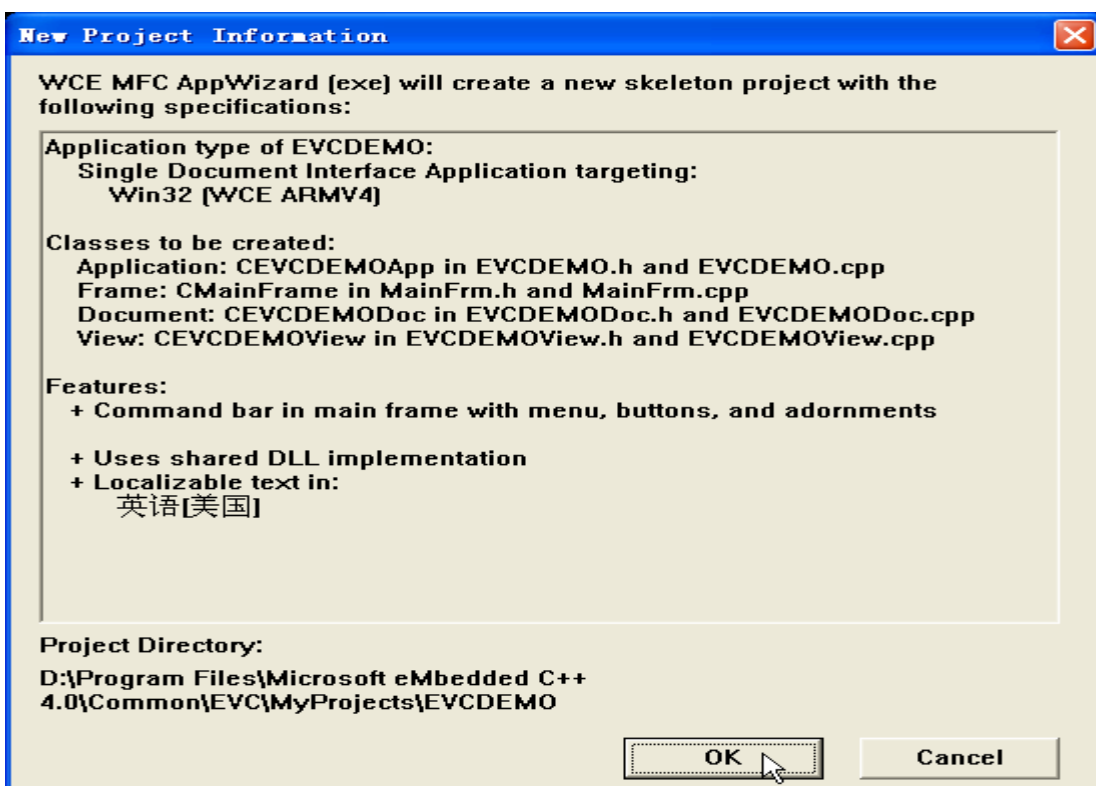 New Project Information
WCE MFC AppWizard (exe) will create a new skeleton project with the
following specifications:
Application type of EVCDEMO:
Single Document Interface Application targeting:
Win32 (WCE ARMV4)
Classes to be created:
Application: CEVCDEMOApp in EVCDEMO.h and EVCDEMO.cpp
Frame: CMainFrame in MainFrm.h and MainFrm.cpp
Document: CEVCDEMODoc in EVCDEMODoc.h and EVCDEMODoc.cpp
View: CEVCDEMOView in EVCDEMOView.h and EVCDEMOView.cpp
Features:
+ Command bar in main frame with menu, buttons, and adornments
+ Uses shared DLL implementation
+ Localizable text in:
英语[美国]
Project Directory:
D:\Program Files\Microsoft eMbedded C++
4.0\Common\EVC\MyProjects\EVCDEMO
OK Cancel